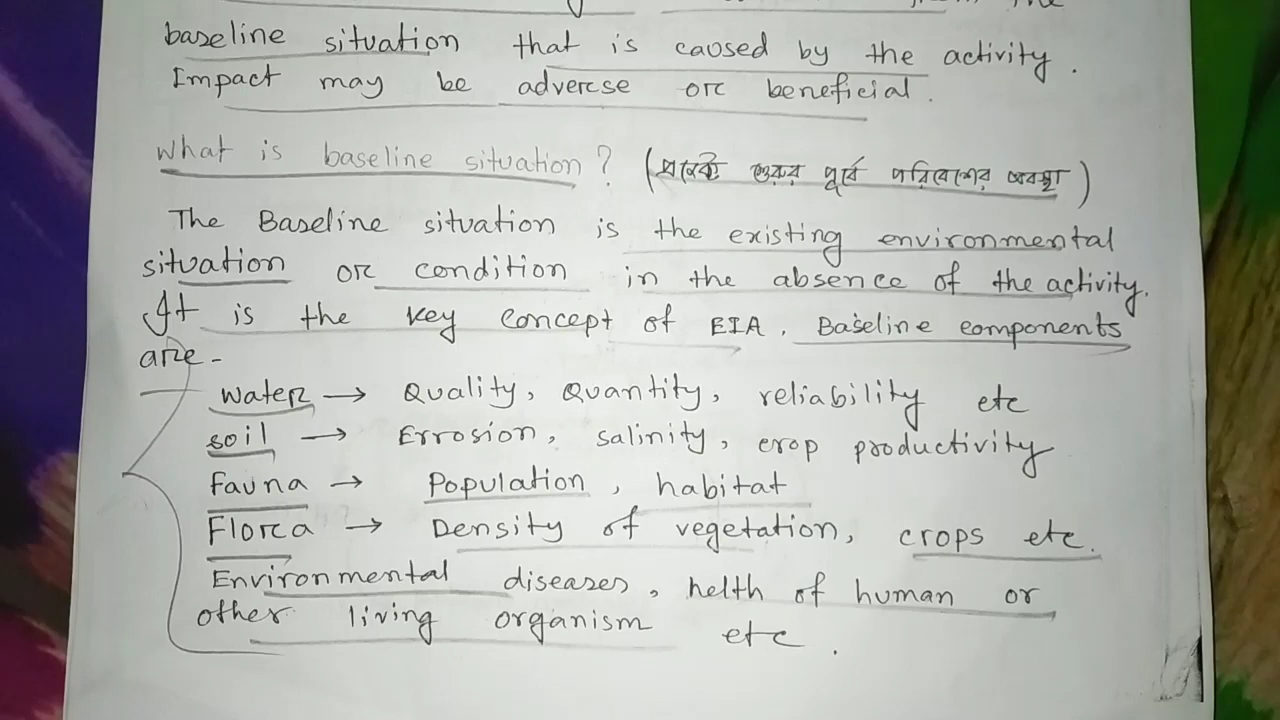 the
baseline situation that is caused by the activity.
Impact may be adverse or beneficial.
What is baseline situation? (প্রজেক্ট শুরুর পূর্বে পরিবেশের অবস্থা)
The Baseline situation is the existing environmental
situation or condition in the absence of the activity.
It is the key concept of EIA. Baseline components
are-
water → Quality, Quantity, reliability etc
soil → Errosion, salinity, crop productivity
Fauna → Population, habitat
Flora → Density of vegetation, crops etc.
Environmental diseases, helth of human or
other living organism etc.